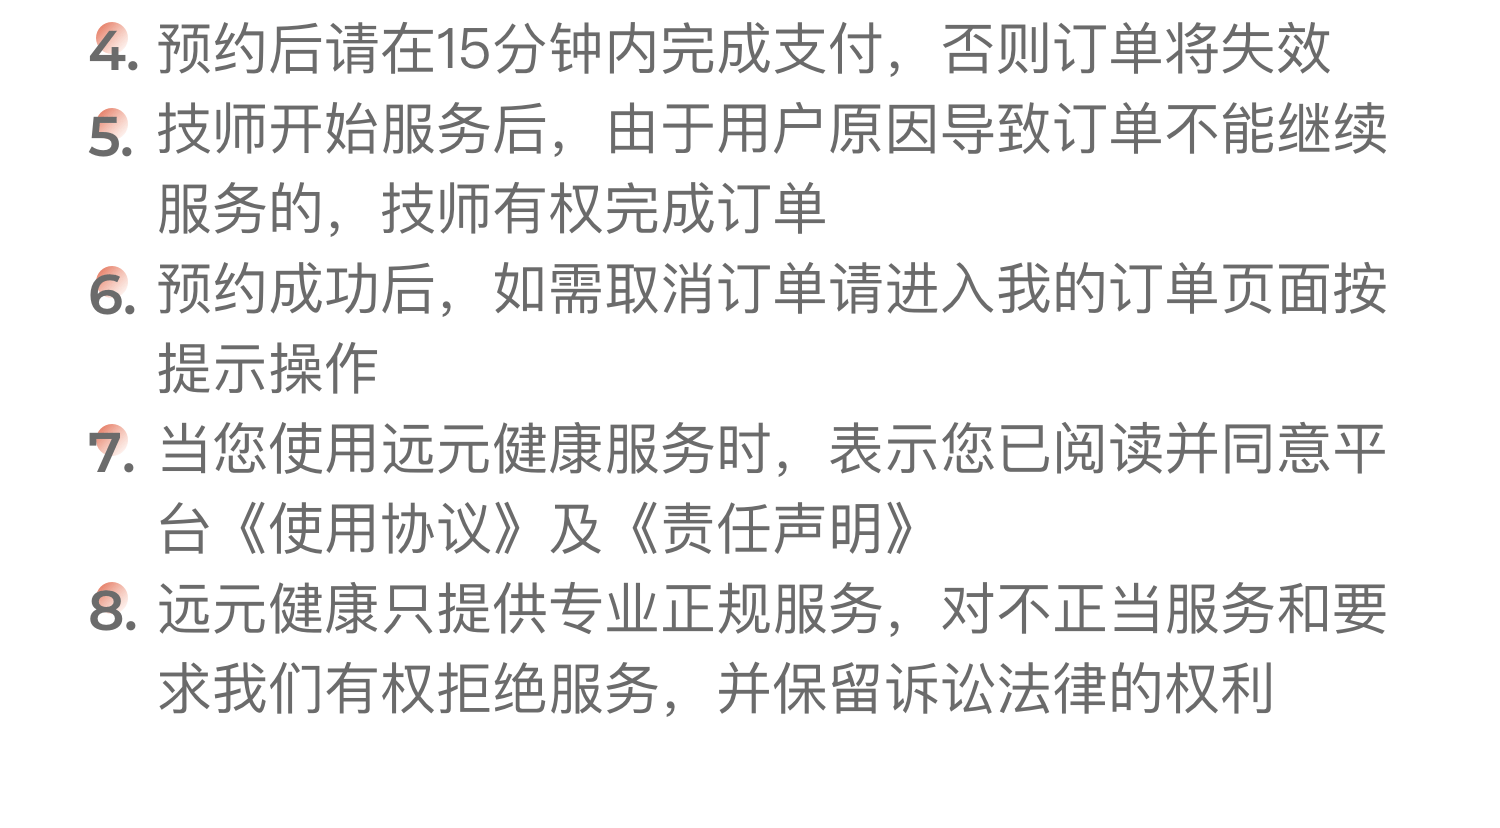 4. 预约后请在15分钟内完成支付，否则订单将失效
5. 技师开始服务后，由于用户原因导致订单不能继续
服务的，技师有权完成订单
6. 预约成功后，如需取消订单请进入我的订单页面按
提示操作
7. 当您使用远元健康服务时，表示您已阅读并同意平
台《使用协议》及《责任声明》
8. 远元健康只提供专业正规服务，对不正当服务和要
求我们有权拒绝服务，并保留诉讼法律的权利